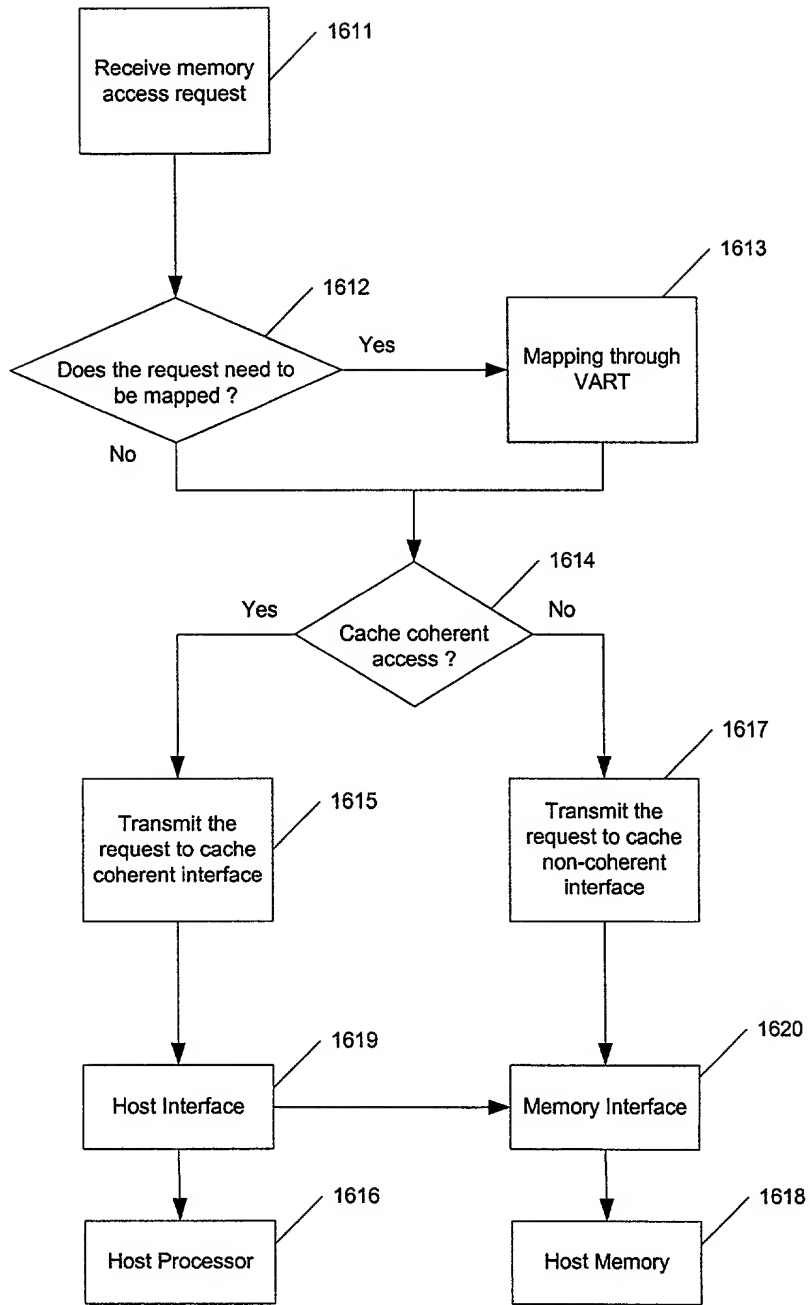 1611
Receive memory
access request
1612
1613
Does the request need to
be mapped ?
Yes
Mapping through
VART
No
1614
Yes
No
Cache coherent
access ?
1617
1615
Transmit the
request to cache
coherent interface
Transmit the
request to cache
non-coherent
interface
1619
1620
Host Interface
Memory Interface
1616
1618
Host Processor
Host Memory